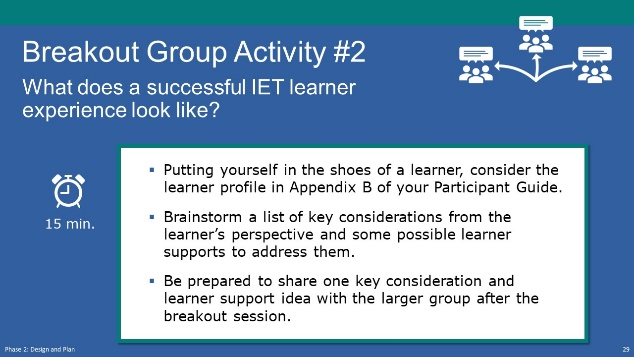 Breakout Group Activity #2
What does a successful IET learner
experience look like?
15 min.
▪ Putting yourself in the shoes of a learner, consider the
learner profile in Appendix B of your Participant Guide.
▪ Brainstorm a list of key considerations from the
learner's perspective and some possible learner
supports to address them.
▪ Be prepared to share one key consideration and
learner support idea with the larger group after the
breakout session.
Phase 2: Design and Plan
29